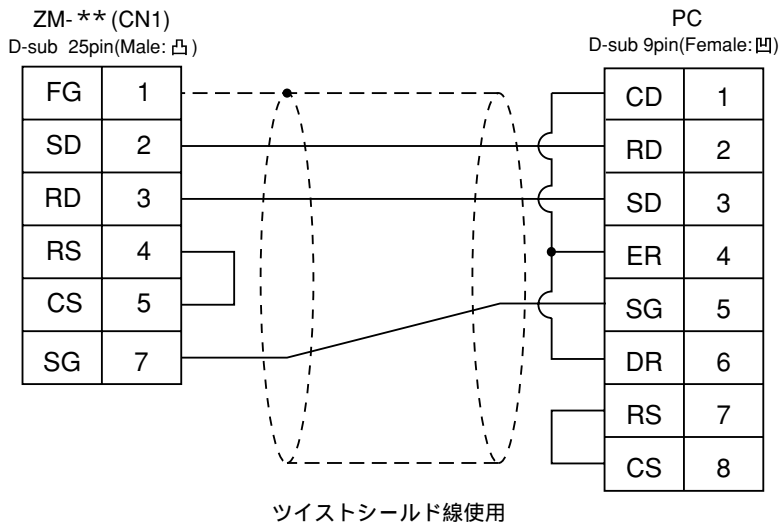 ZM-** (CN1)
D-sub 25pin(Male: 凸)
FG 1
SD 2
RD 3
RS 4
CS 5
SG 7
PC
D-sub 9pin(Female: 凹)
CD 1
RD 2
SD 3
ER 4
SG 5
DR 6
RS 7
CS 8
ツイストシールド線使用